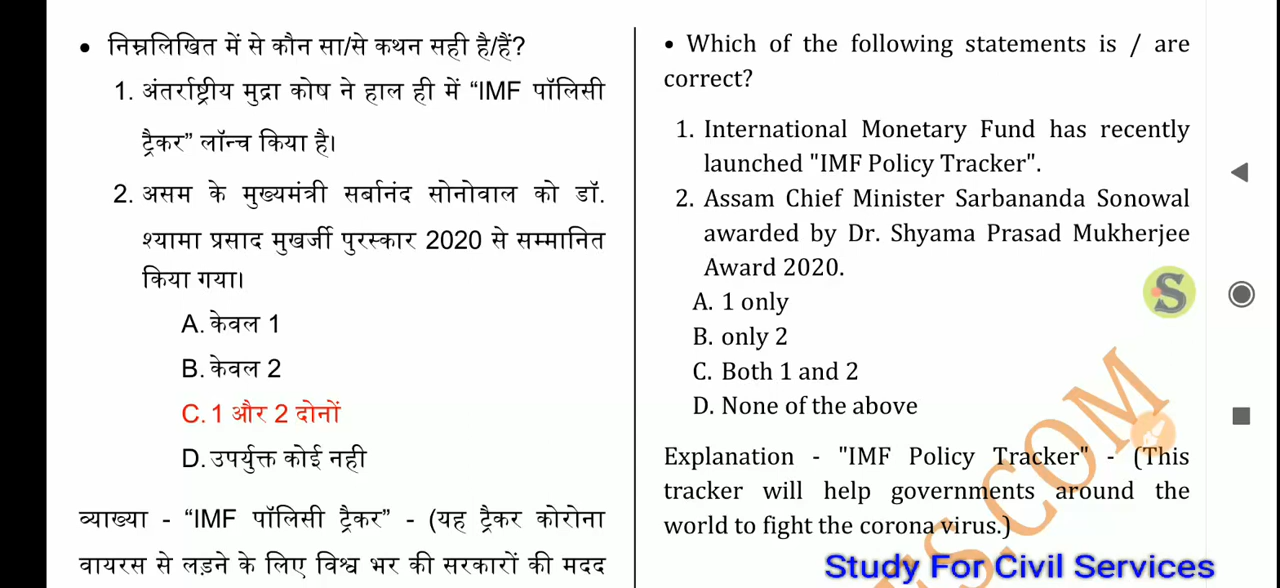 • निम्नलिखित में से कौन सा/से कथन सही है/हैं?
1. अंतर्राष्ट्रीय मुद्रा कोष ने हाल ही में “IMF पॉलिसी
ट्रैकर” लॉन्च किया है।
2. असम के मुख्यमंत्री सर्बानंद सोनोवाल को डॉ.
श्यामा प्रसाद मुखर्जी पुरस्कार 2020 से सम्मानित
किया गया।
A. केवल 1
B. केवल 2
C. 1 और 2 दोनों
D. उपर्युक्त कोई नही
व्याख्या - “IMF पॉलिसी ट्रैकर” - (यह ट्रैकर कोरोना
वायरस से लड़ने के लिए विश्व भर की सरकारों की मदद
• Which of the following statements is / are
correct?
1. International Monetary Fund has recently
launched "IMF Policy Tracker".
2. Assam Chief Minister Sarbananda Sonowal
awarded by Dr. Shyama Prasad Mukherjee
Award 2020.
A. 1 only
B. only 2
C. Both 1 and 2
D. None of the above
Explanation - "IMF Policy Tracker" - (This
tracker will help governments around the
world to fight the corona virus.)
Study For Civil Services
S
S.COM